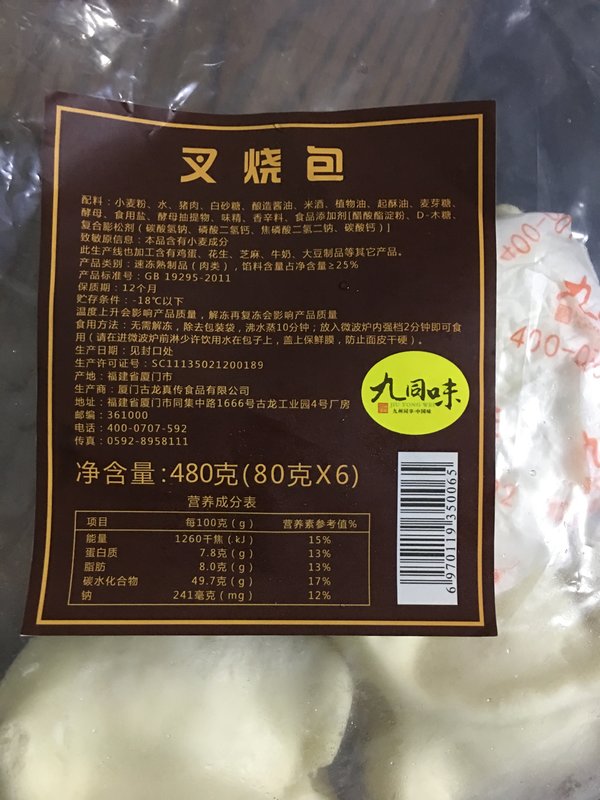 叉烧包
配料：小麦粉、水、猪肉、白砂糖、酿造酱油、米酒、植物油、起酥油、麦芽糖、
酵母、食用盐、酵母抽提物、味精、香辛料、食品添加剂[醋酸酯淀粉、D-木糖、
复合膨松剂（碳酸氢钠、磷酸二氢钙、焦磷酸二氢二钠、碳酸钙）]
致敏原信息：本品含有小麦成分
此生产线也加工含有鸡蛋、花生、芝麻、牛奶、大豆制品等其它产品。
产品类别：速冻熟制品（肉类），馅料含量占净含量≥25%
产品标准号：GB 19295-2011
保质期：12个月
贮存条件：-18℃以下
温度上升会影响产品质量，解冻再复冻会影响产品质量
食用方法：无需解冻，除去包装袋，沸水蒸10分钟；放入微波炉内强档2分钟即可食
用（请在进微波炉前淋少许饮用水在包子上，盖上保鲜膜，防止面皮干硬）。
生产日期：见封口处
生产许可证号：SC11135021200189
产地：福建省厦门市
生产商：厦门古龙真传食品有限公司
地址：福建省厦门市同集中路1666号古龙工业园4号厂房
邮编：361000
电话：400-0707-592
传真：0592-8958111
九同味
JIU TONG WEI
九州同享·中国味
净含量：480克(80克X6)
营养成分表
项目 每100克（g） 营养素参考值%
能量 1260千焦（kJ） 15%
蛋白质 7.8克（g） 13%
脂肪 8.0克（g） 13%
碳水化合物 49.7克（g） 17%
钠 241毫克（mg） 12%
6 970119 350065